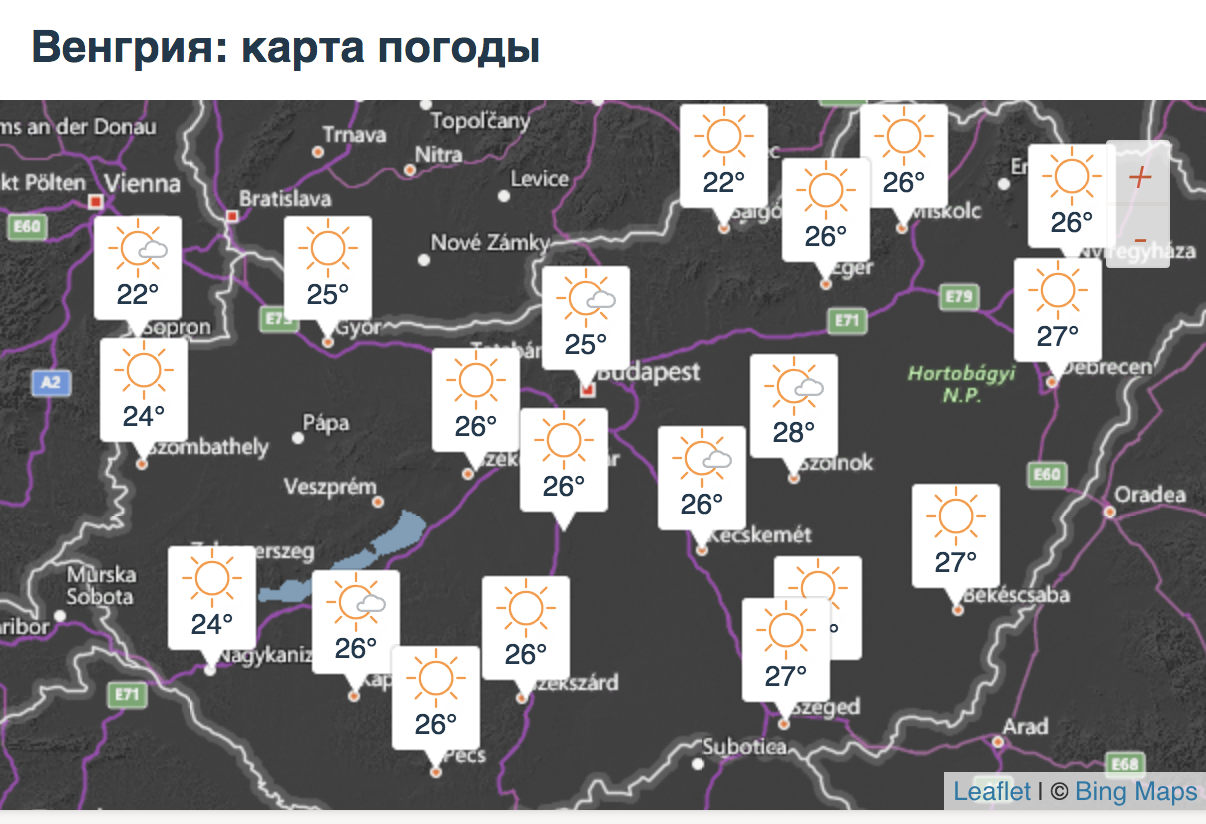 Венгрия: карта погоды
ms an der Donau
Topoľčany
Trnava
Nitra
22°
26°
kt Pölten
Vienna
Levice
26°
26°
Bratislava
Miskolc
E60
Nové Zámky
+
-
Nyíregyháza
22°
25°
Eger
E79
27°
Sopron
Győr
E71
25°
Budapest
Debrecen
A2
24°
26°
Hortobágyi
N.P.
28°
Pápa
Szombathely
26°
26°
Szolnok
E60
Veszprém
Oradea
Kecskemét
27°
Murska
Sobota
Békéscsaba
24°
26°
26°
27°
Nagykaniz
Szekszárd
E71
26°
Szeged
Pécs
Subotica
Arad
E68
Leaflet | © Bing Maps